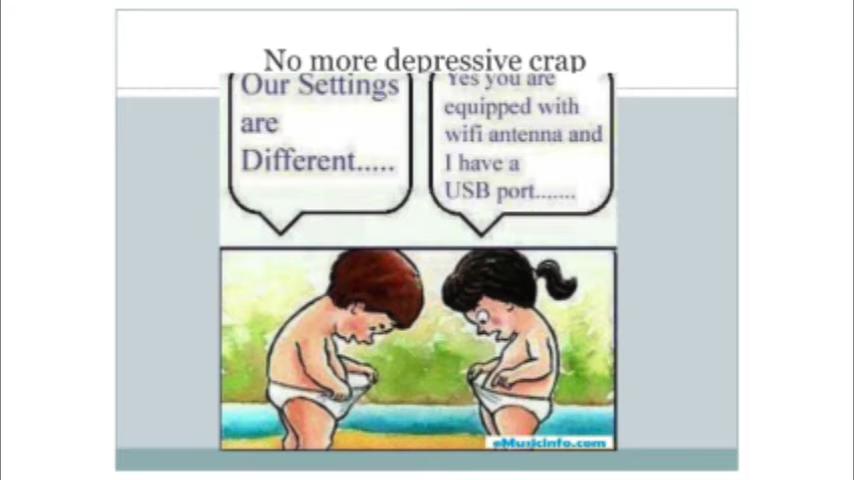 No more depressive crap
Our Settings
are
Different.....
Yes you are
equipped with
wifi antenna and
I have a
USB port.......
eMusicinfo.com